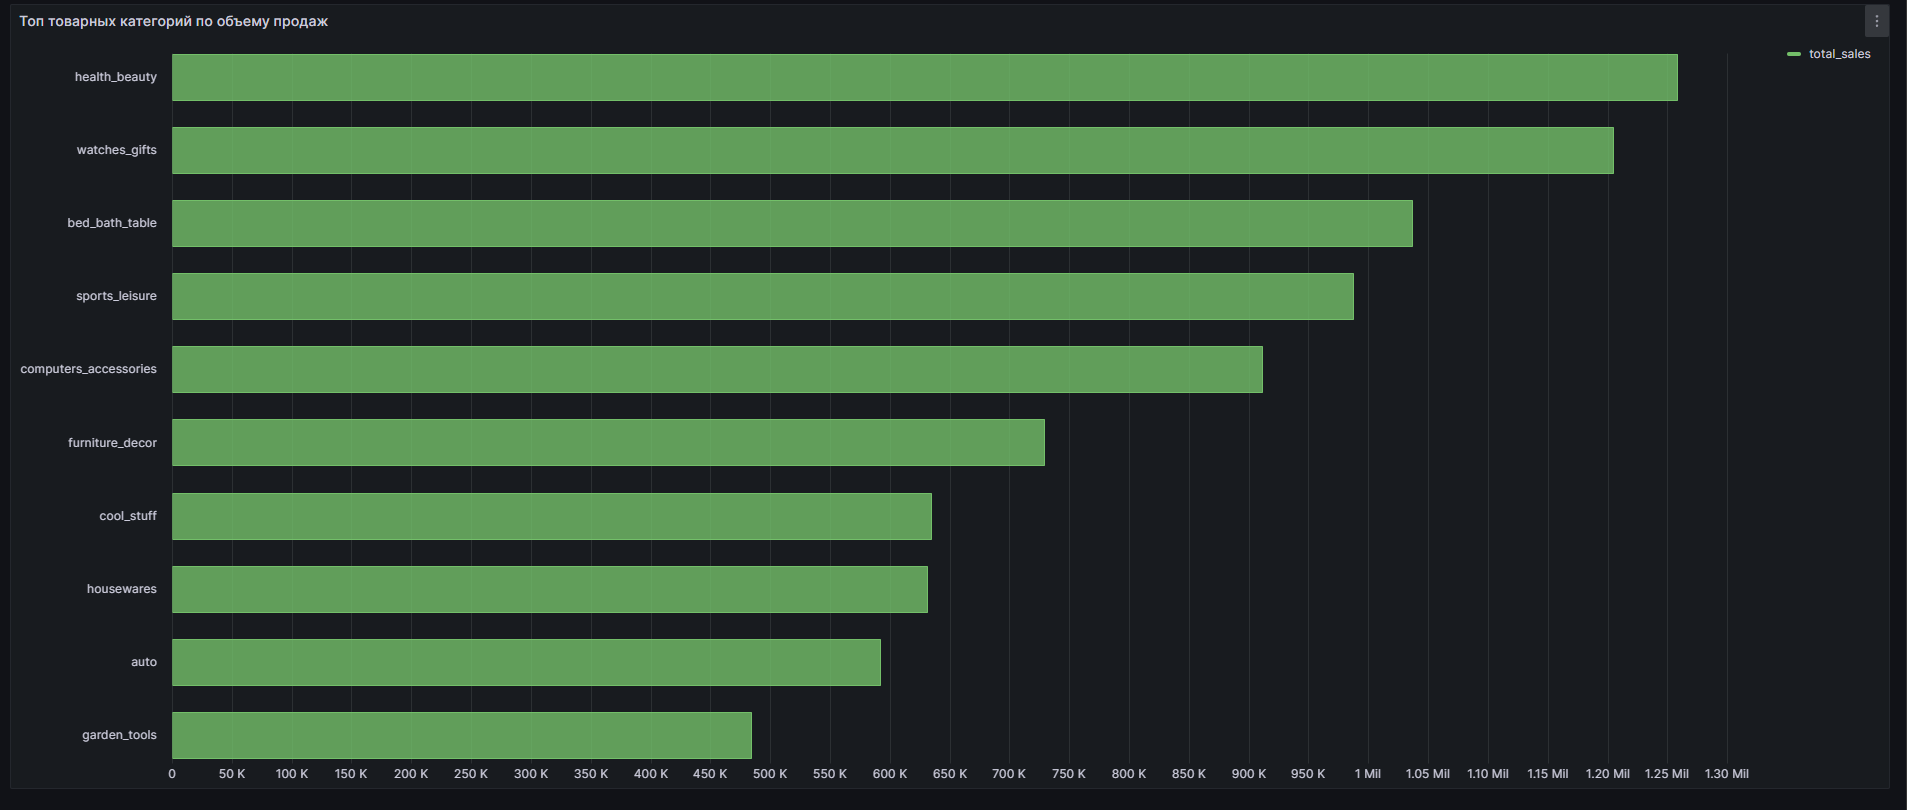 Топ товарных категорий по объему продаж
total_sales
health_beauty
watches_gifts
bed_bath_table
sports_leisure
computers_accessories
furniture_decor
cool_stuff
housewares
auto
garden_tools
0 50 K 100 K 150 K 200 K 250 K 300 K 350 K 400 K 450 K 500 K 550 K 600 K 650 K 700 K 750 K 800 K 850 K 900 K 950 K 1 Mil 1.05 Mil 1.10 Mil 1.15 Mil 1.20 Mil 1.25 Mil 1.30 Mil